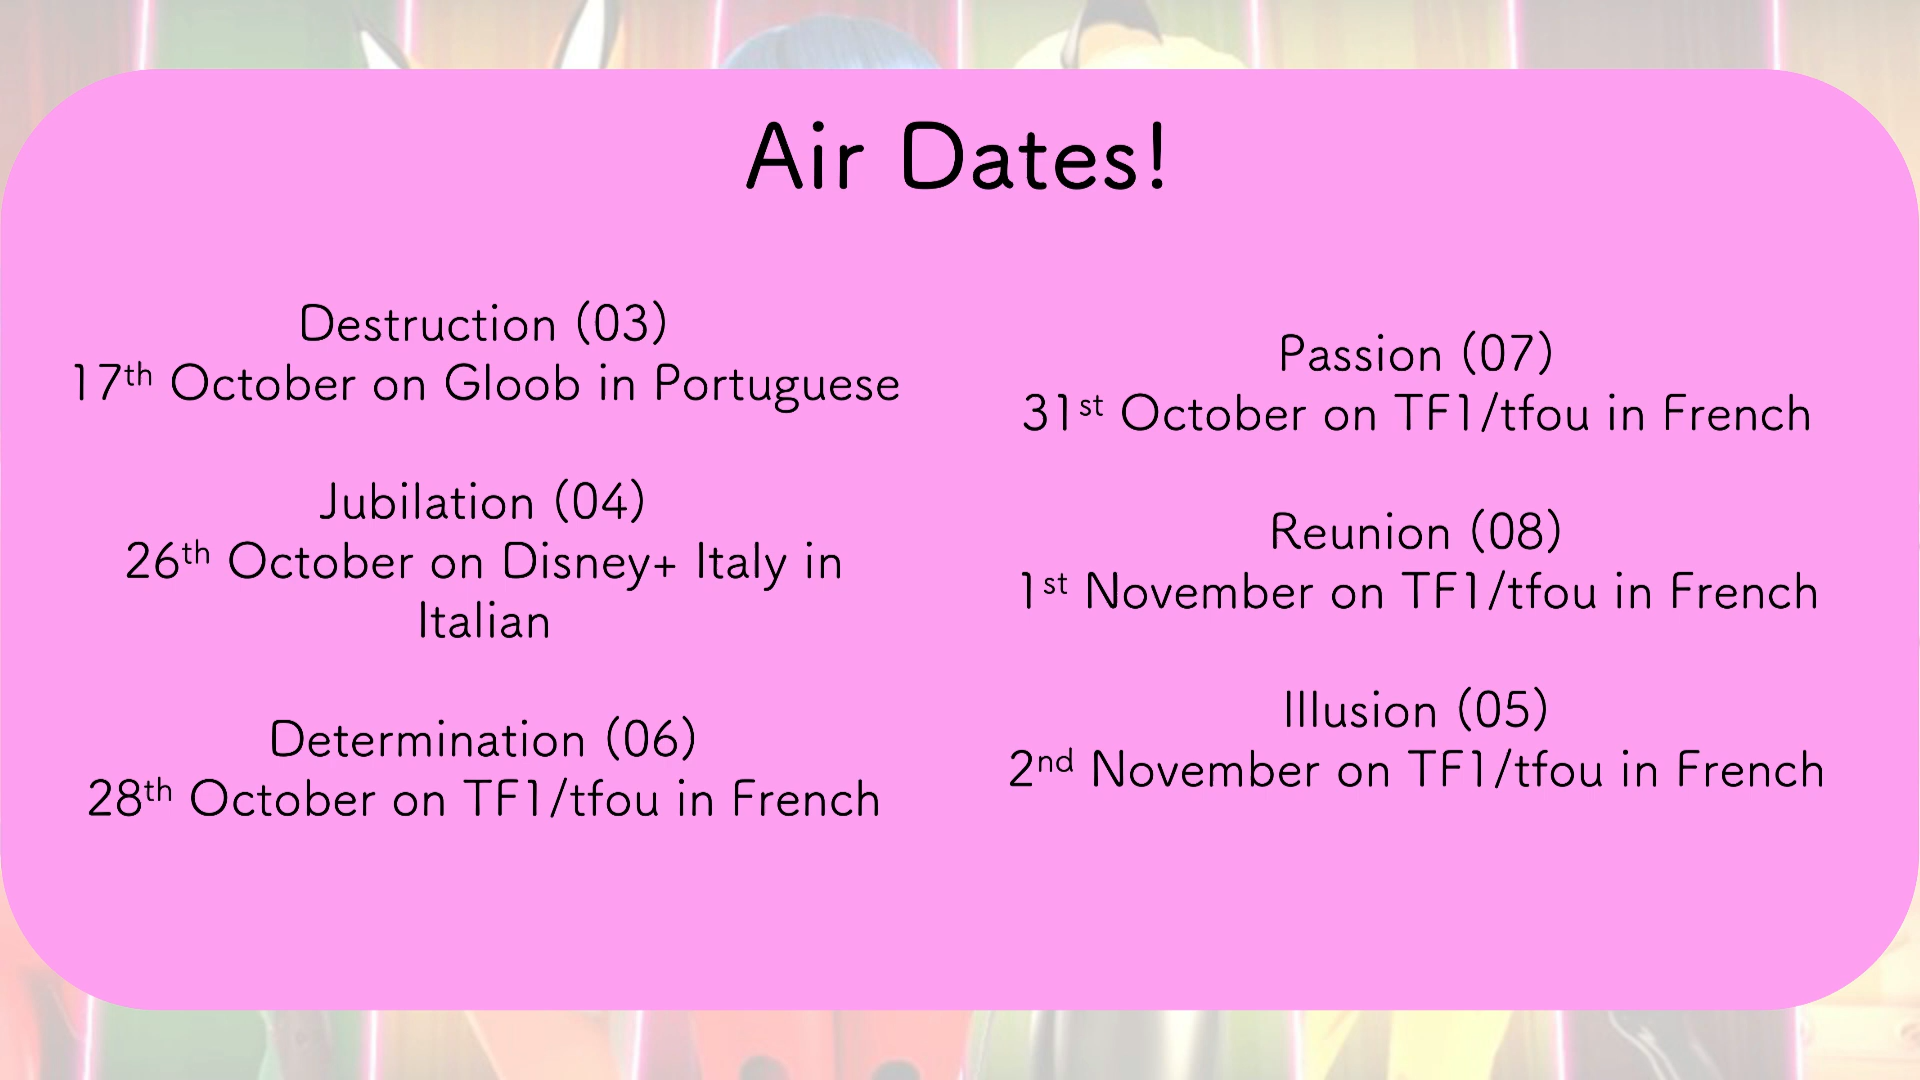 Air Dates!
Destruction (03)
17th October on Gloob in Portuguese
Jubilation (04)
26th October on Disney+ Italy in
Italian
Determination (06)
28th October on TF1/tfou in French
Passion (07)
31st October on TF1/tfou in French
Reunion (08)
1st November on TF1/tfou in French
Illusion (05)
2nd November on TF1/tfou in French